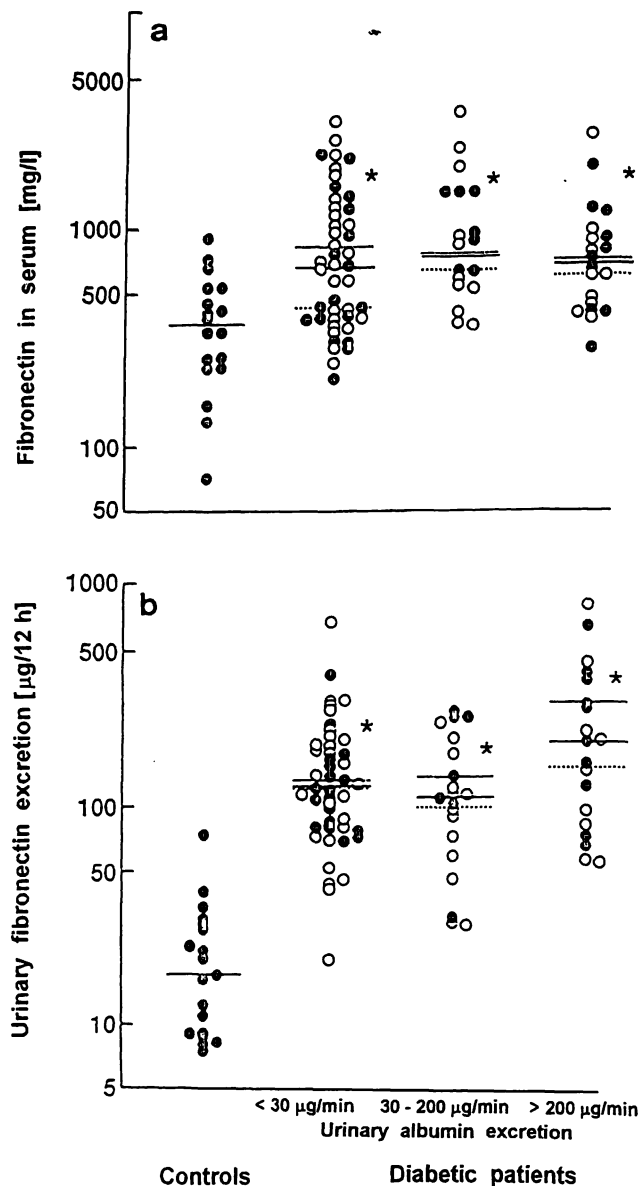 a
Fibronectin in serum [mg/l]
5000
1000
500
100
50
* * *
b
Urinary fibronectin excretion [µg/12 h]
1000
500
100
50
10
5
* * *
< 30 µg/min 30 - 200 µg/min > 200 µg/min
Urinary albumin excretion
Controls Diabetic patients